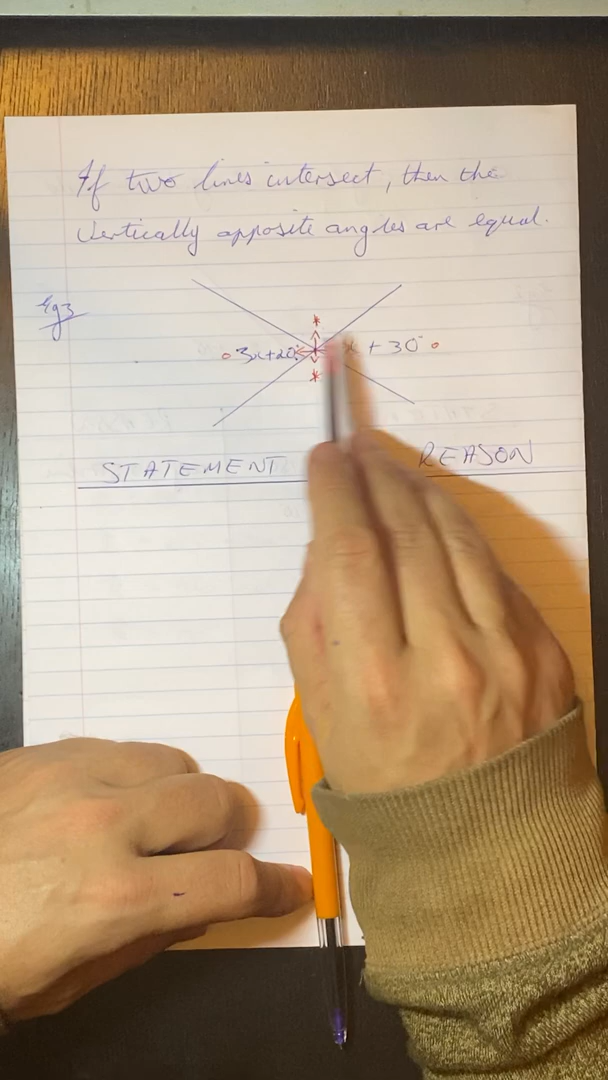 If two lines intersect, then the
vertically opposite angles are equal.
Eg3
3x+20° x + 30°
STATEMENT REASON